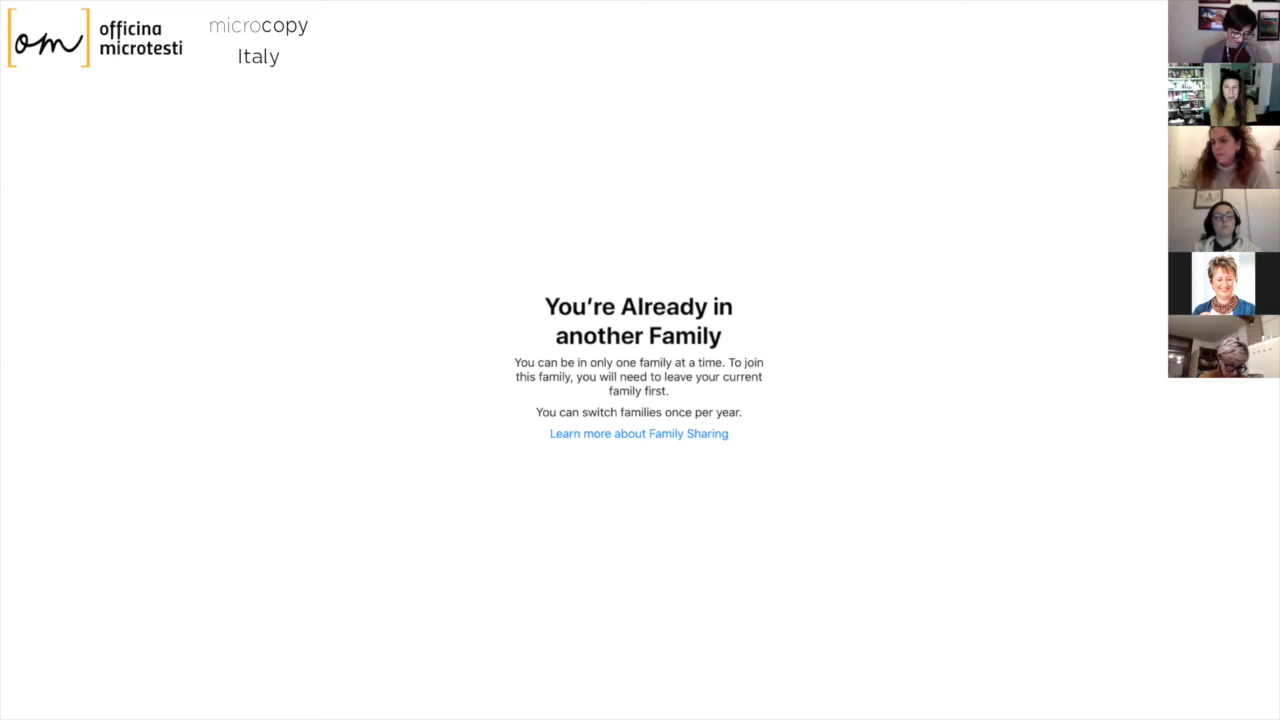 [om] officina
microtesti
microcopy
Italy
You're Already in
another Family
You can be in only one family at a time. To join
this family, you will need to leave your current
family first.
You can switch families once per year.
Learn more about Family Sharing